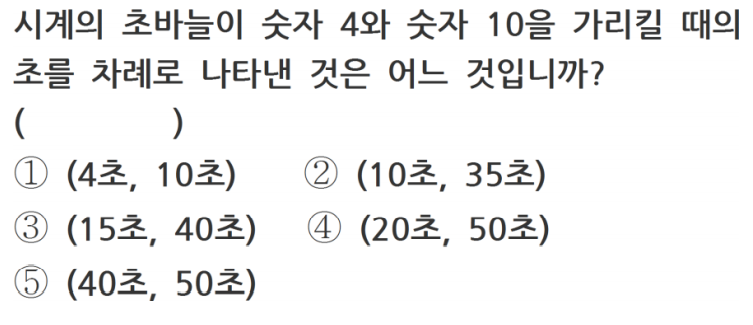 시계의 초바늘이 숫자 4와 숫자 10을 가리킬 때의
초를 차례로 나타낸 것은 어느 것입니까?
( )
① (4초, 10초) ② (10초, 35초)
③ (15초, 40초) ④ (20초, 50초)
⑤ (40초, 50초)